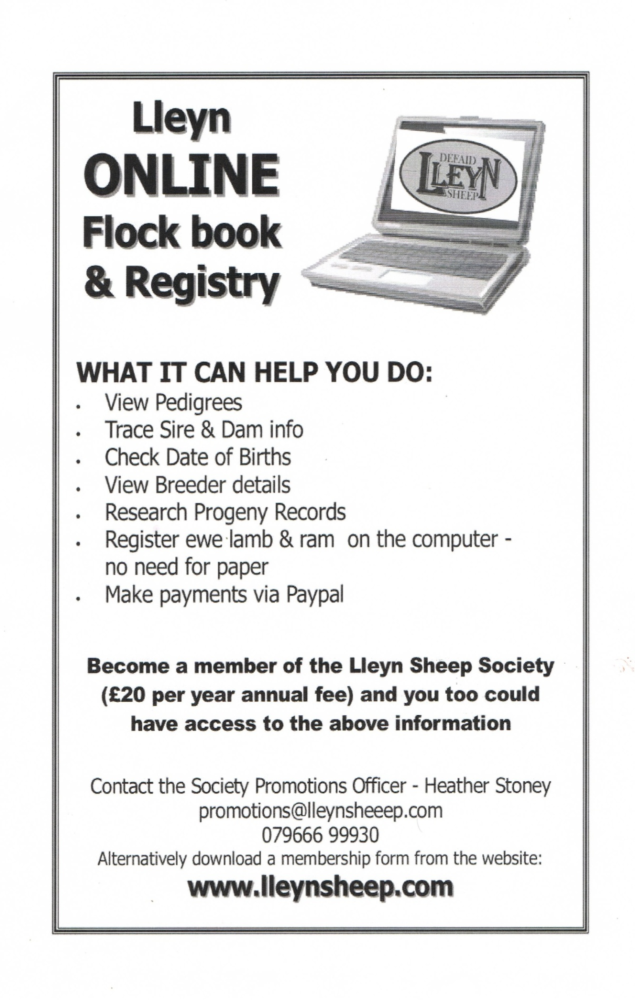 Lleyn
ONLINE
Flock book
& Registry
DEFAID
LLEYN
SHEEP
WHAT IT CAN HELP YOU DO:
• View Pedigrees
• Trace Sire & Dam info
• Check Date of Births
• View Breeder details
• Research Progeny Records
• Register ewe lamb & ram on the computer -
no need for paper
• Make payments via Paypal
Become a member of the Lleyn Sheep Society
(£20 per year annual fee) and you too could
have access to the above information
Contact the Society Promotions Officer - Heather Stoney
promotions@lleynsheeep.com
079666 99930
Alternatively download a membership form from the website:
www.lleynsheep.com